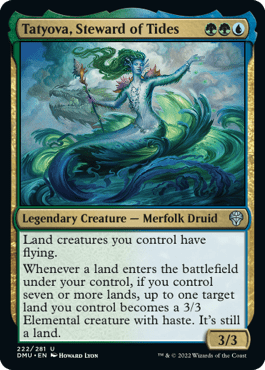 Tatyova, Steward of Tides
Legendary Creature — Merfolk Druid
Land creatures you control have
flying.
Whenever a land enters the battlefield
under your control, if you control
seven or more lands, up to one target
land you control becomes a 3/3
Elemental creature with haste. It's still
a land.
3/3
222/281 U
DMU • EN Howard Lyon
™ & © 2022 Wizards of the Coast